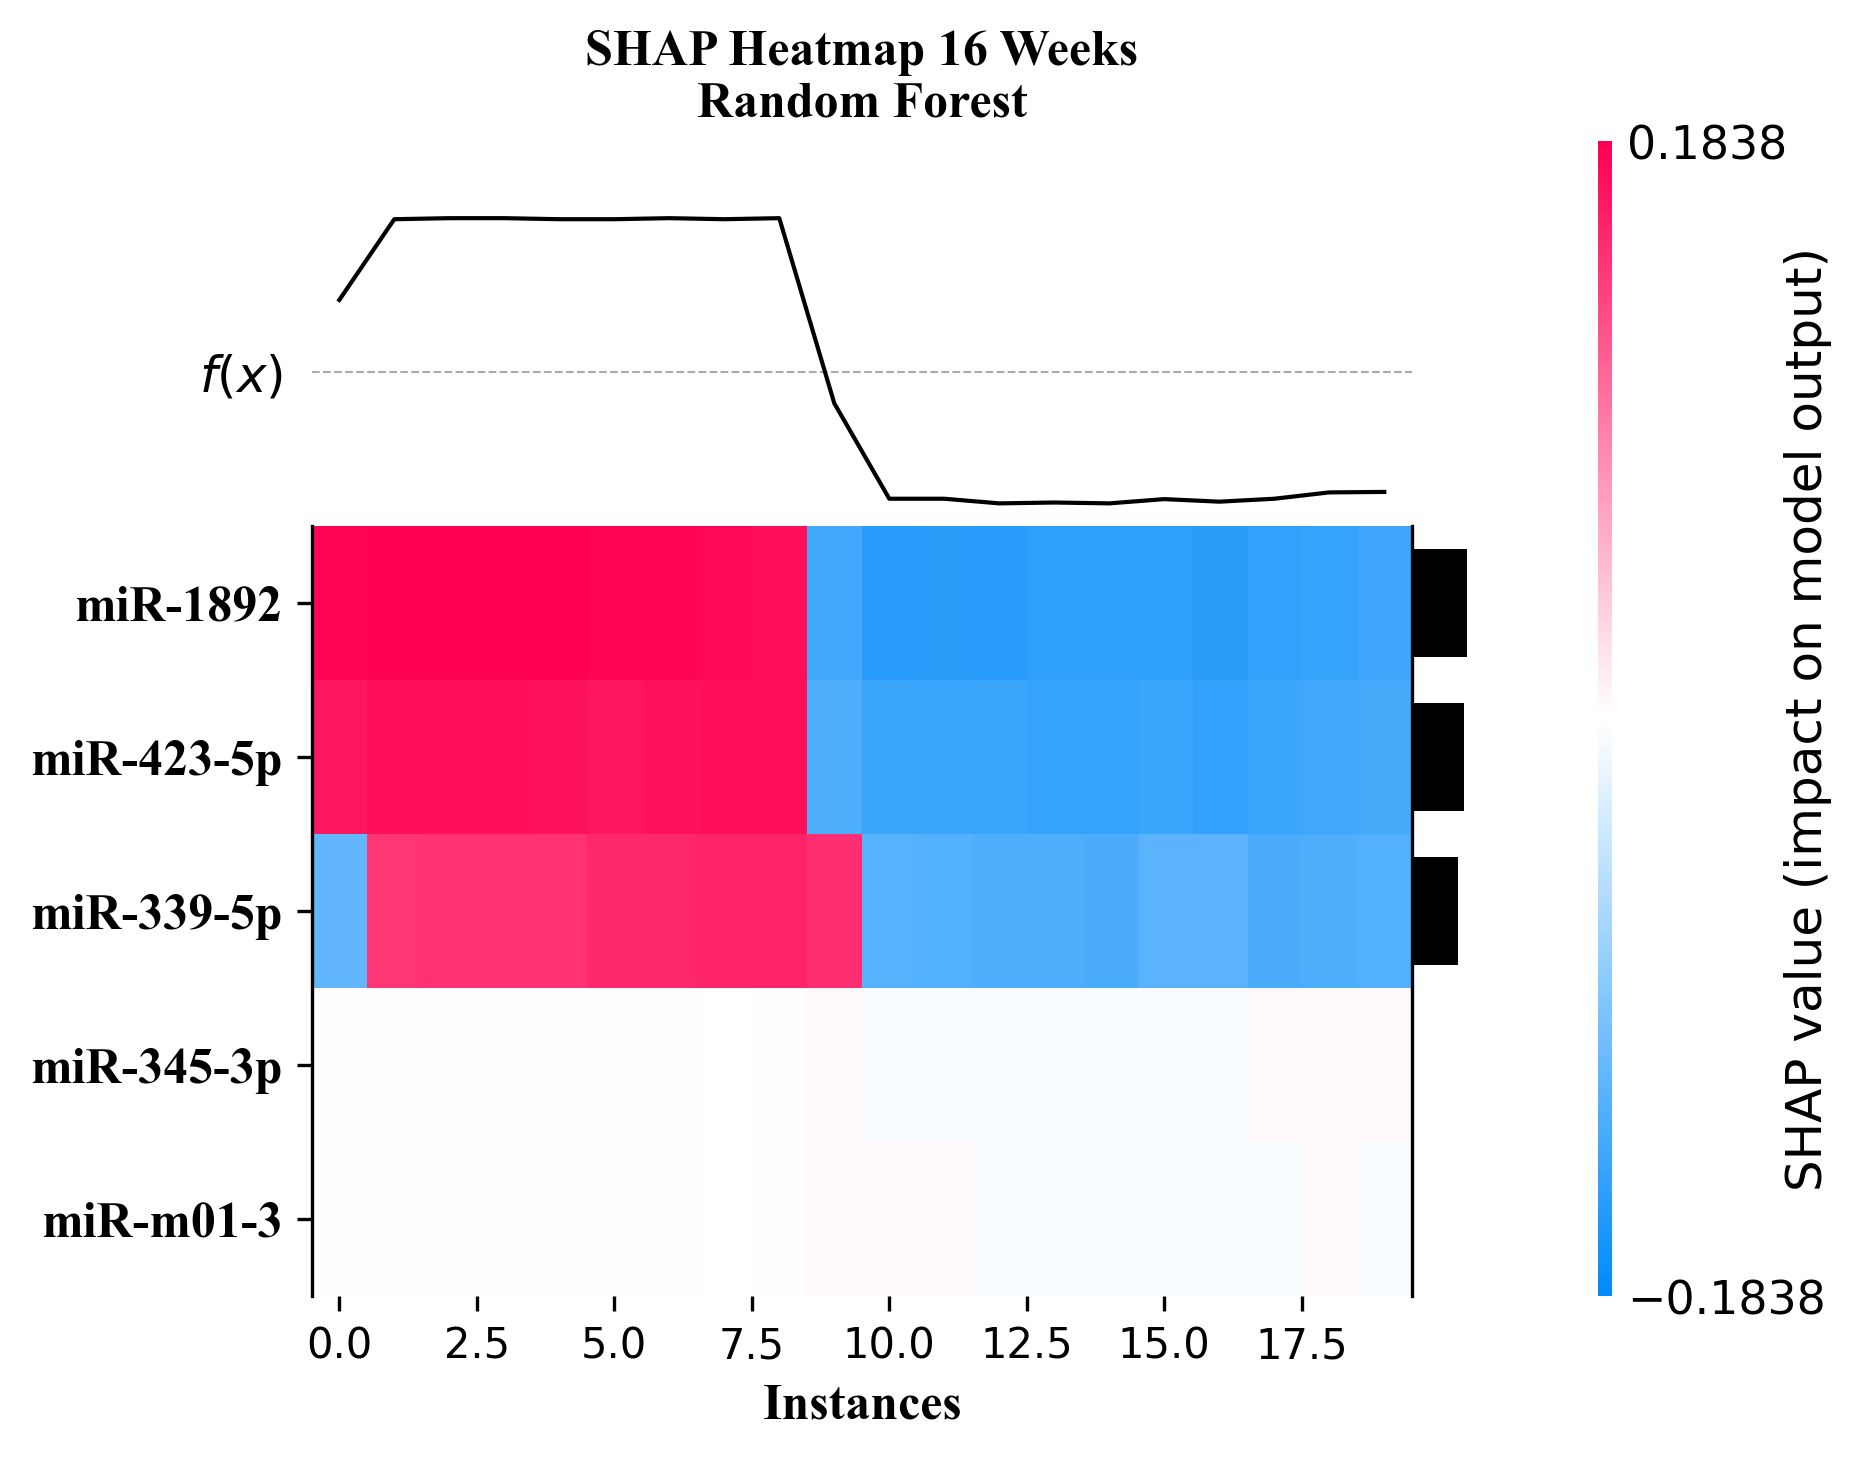 SHAP Heatmap 16 Weeks
Random Forest
0.1838
f(x)
miR-1892
miR-423-5p
miR-339-5p
miR-345-3p
miR-m01-3
SHAP value (impact on model output)
−0.1838
0.0 2.5 5.0 7.5 10.0 12.5 15.0 17.5
Instances